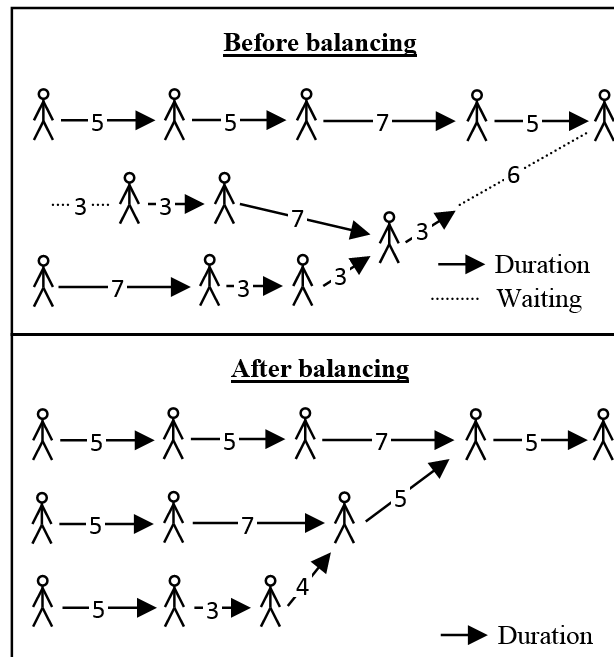 Before balancing
5 5 7 5
6
3 3
7
3
7 3 3
Duration
Waiting
After balancing
5 5 7 5
5
5 7
4
5 3
Duration